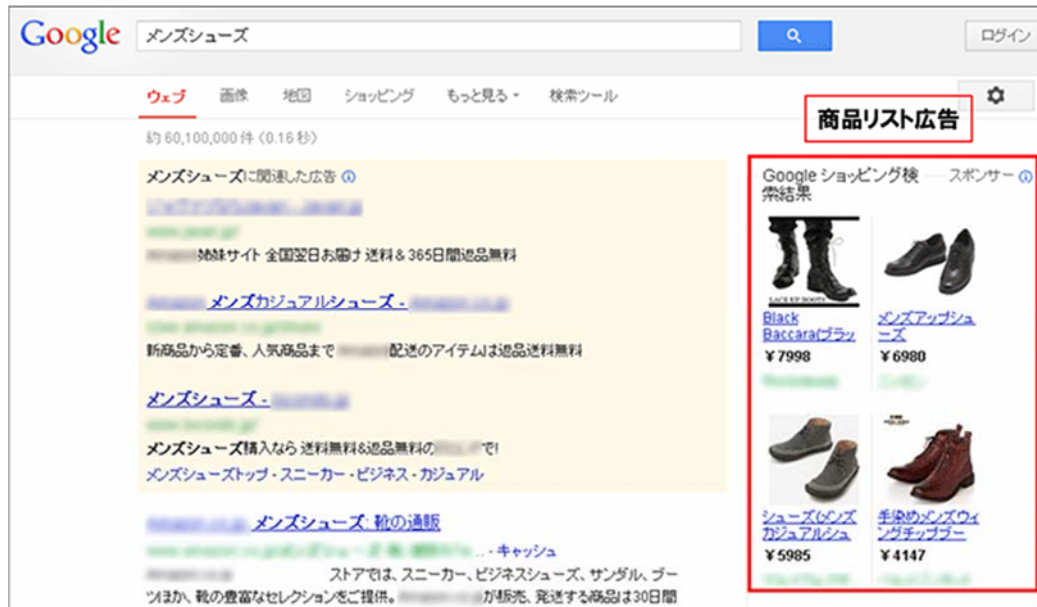 Google
メンズシューズ
ログイン
ウェブ 画像 地図 ショッピング もっと見る 検索ツール
商品リスト広告
約 60,100,000 件 (0.16 秒)
メンズシューズに関連した広告
姉妹サイト 全国翌日お届け 送料 & 365日間返品無料
メンズカジュアルシューズ -
新商品から定番、人気商品まで 配送のアイテムは返品送料無料
メンズシューズ -
メンズシューズ購入なら 送料無料&返品無料の で!
メンズシューズトップ - スニーカー - ビジネス - カジュアル
メンズシューズ: 靴の通販
... - キャッシュ
ストアでは、スニーカー、ビジネスシューズ、サンダル、ブー
ツほか、靴の豊富なセレクションをご提供。 が販売、発送する商品は30日間
Google ショッピング検 スポンサー
索結果
LACE UP BOOTS
Black
Baccara(ブラッ
¥7998
メンズアップシュ
ーズ
¥6980
シューズ(メンズ
カジュアルシュ
¥5985
手染めメンズウィ
ングチップブー
¥4147